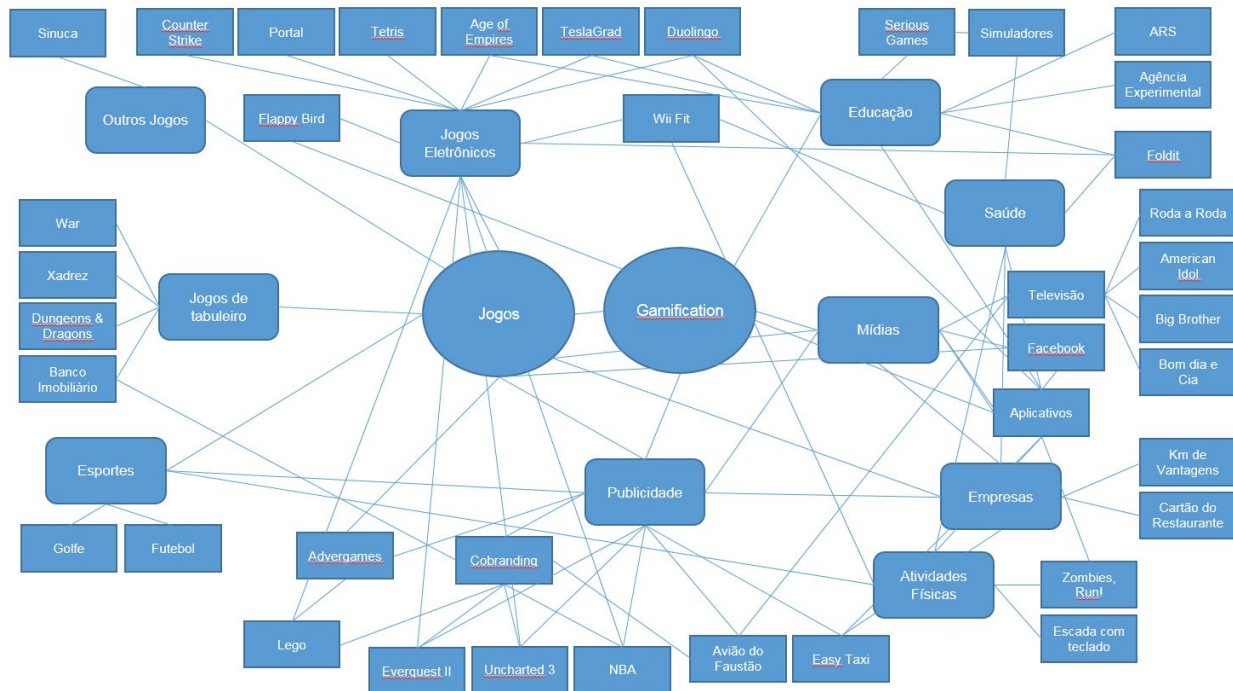 Sinuca
Counter
Strike
Portal
Tetris
Age of
Empires
TeslaGrad
Duolingo
Serious
Games
Simuladores
ARS
Outros Jogos
Flappy Bird
Jogos
Eletrônicos
Wii Fit
Educação
Agência
Experimental
Foldit
War
Xadrez
Dungeons &
Dragons
Banco
Imobiliário
Jogos de
tabuleiro
Jogos
Gamification
Mídias
Saúde
Televisão
Facebook
Aplicativos
Roda a Roda
American
Idol
Big Brother
Bom dia e
Cia
Esportes
Golfe
Futebol
Publicidade
Empresas
Km de
Vantagens
Cartão do
Restaurante
Advergames
Cobranding
Atividades
Físicas
Zombies,
Run!
Escada com
teclado
Lego
Everquest II
Uncharted 3
NBA
Avião do
Faustão
Easy Taxi